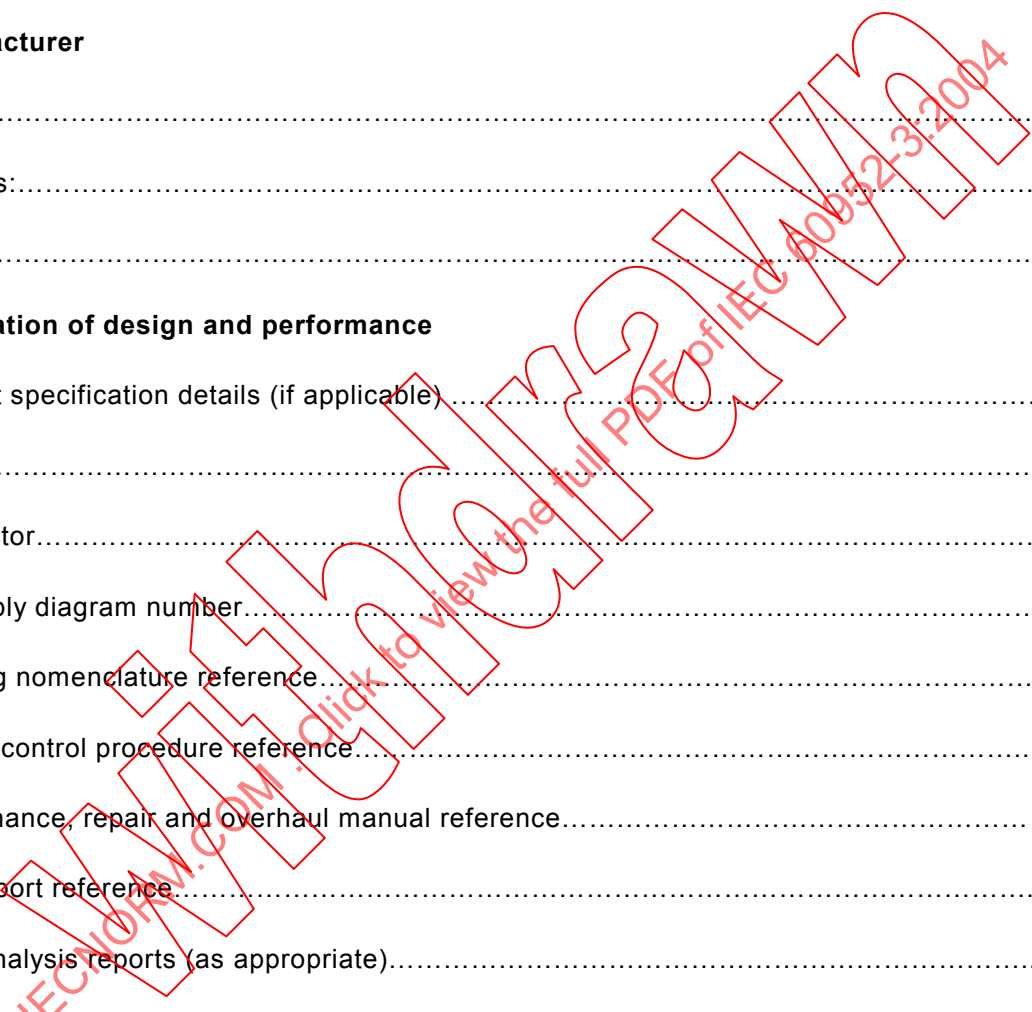 acturer
……………………………………………………………………………………………
s:……………………………………………………………………………………………
……………………………………………………………………………………………
ation of design and performance
t specification details (if applicable) ………………………………………………………
……………………………………………………………………………………………
tor……………………………………………………………………………………………
bly diagram number………………………………………………………………………
g nomenclature reference…………………………………………………………………
control procedure reference………………………………………………………………
nance, repair and overhaul manual reference……………………………………………
port reference………………………………………………………………………………
nalysis reports (as appropriate)……………………………………………………………
withdrawn
IECNORM.COM : Click to view the full PDF of IEC 60952-3:2004